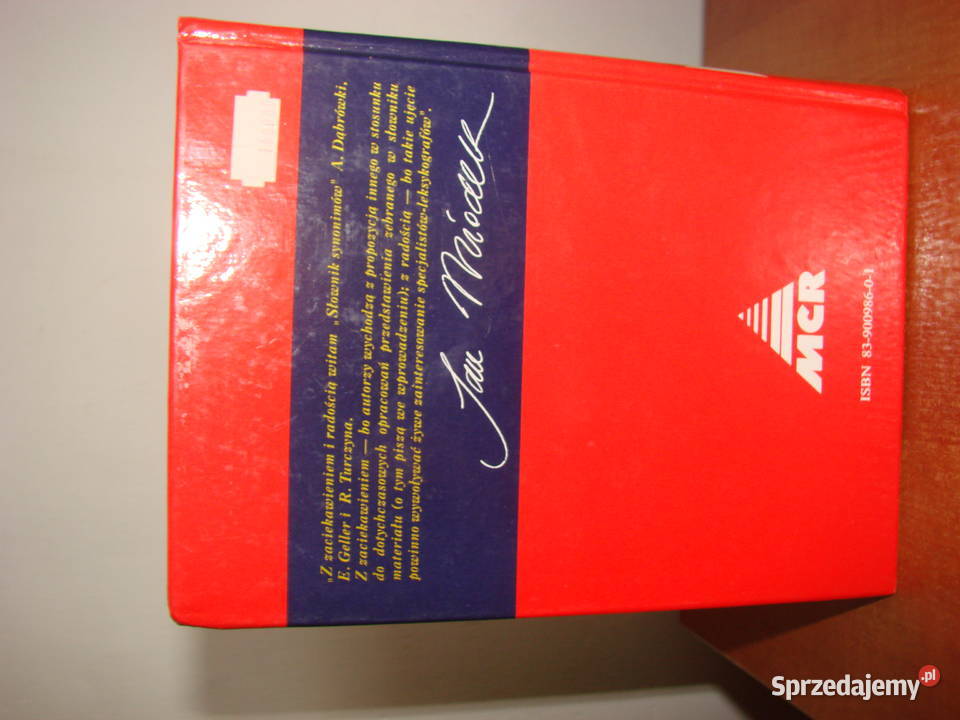 „Z zaciekawieniem i radością witam „Słownik synonimów" A. Dąbrówki,
E. Geller i R. Turczyna.
Z zaciekawieniem — bo autorzy wychodzą z propozycją innego w stosunku
do dotychczasowych opracowań przedstawienia zebranego w słowniku
materiału (o tym piszą we wprowadzeniu); z radością — bo takie ujęcie
powinno wywoływać żywe zainteresowanie specjalistów-leksykografów".
Jan Miodek
MCR
ISBN 83-900986-0-1
Sprzedajemy.pl